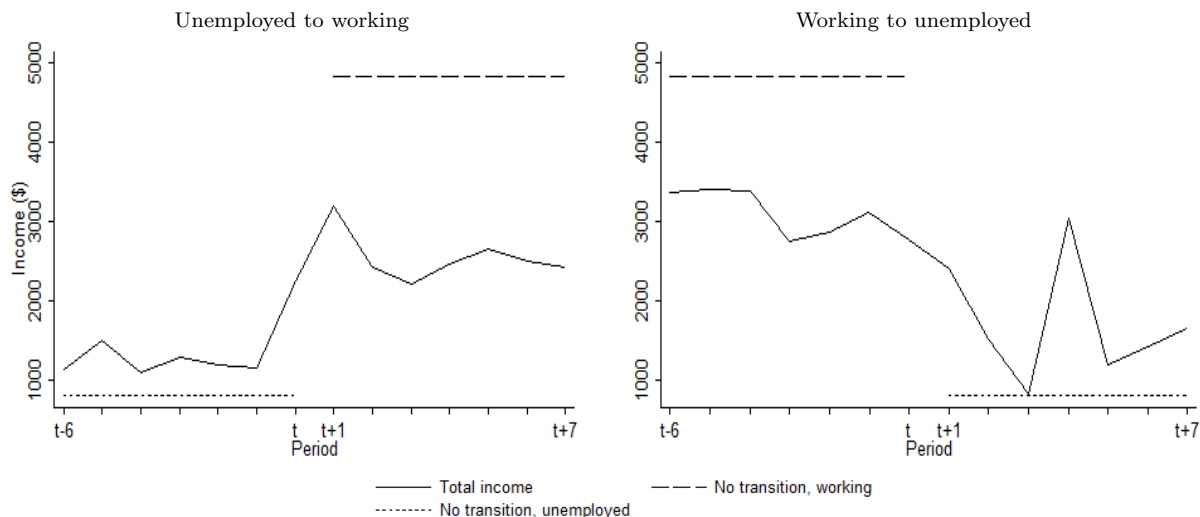 Unemployed to working
Income ($)
5000
4000
3000
2000
1000
t-6
t
t+1
t+7
Period
Working to unemployed
5000
4000
3000
2000
1000
t-6
t
t+1
t+7
Period
Total income
No transition, working
No transition, unemployed